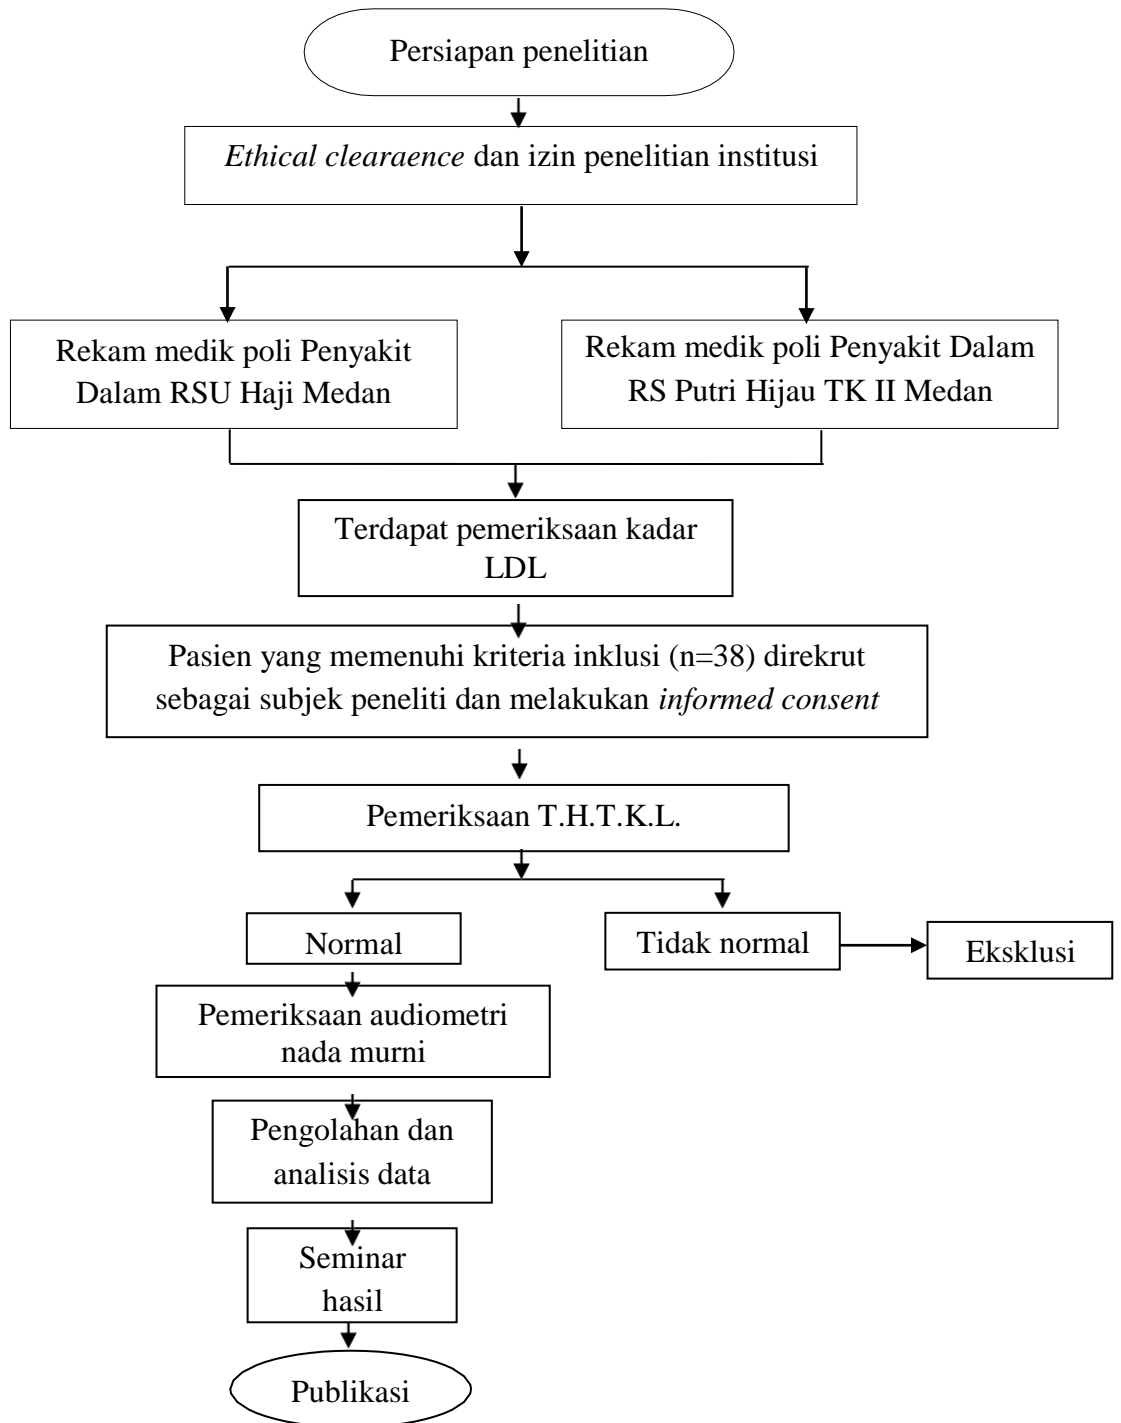 Persiapan penelitian
Ethical clearaence dan izin penelitian institusi
Rekam medik poli Penyakit
Dalam RSU Haji Medan
Rekam medik poli Penyakit Dalam
RS Putri Hijau TK II Medan
Terdapat pemeriksaan kadar
LDL
Pasien yang memenuhi kriteria inklusi (n=38) direkrut
sebagai subjek peneliti dan melakukan informed consent
Pemeriksaan T.H.T.K.L.
Normal
Tidak normal
Eksklusi
Pemeriksaan audiometri
nada murni
Pengolahan dan
analisis data
Seminar
hasil
Publikasi